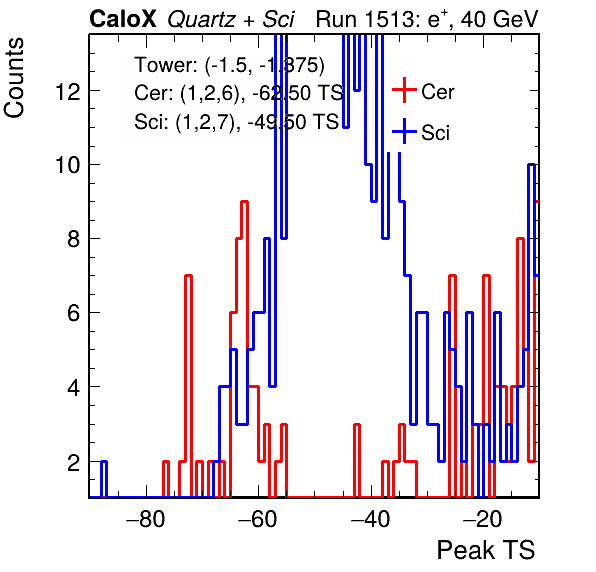 CaloX Quartz + Sci Run 1513: e+, 40 GeV
Counts
Tower: (-1.5, -1.375)
Cer: (1,2,6), -62.50 TS
Sci: (1,2,7), -49.50 TS
Cer
Sci
12
10
8
6
4
2
−80 −60 −40 −20
Peak TS